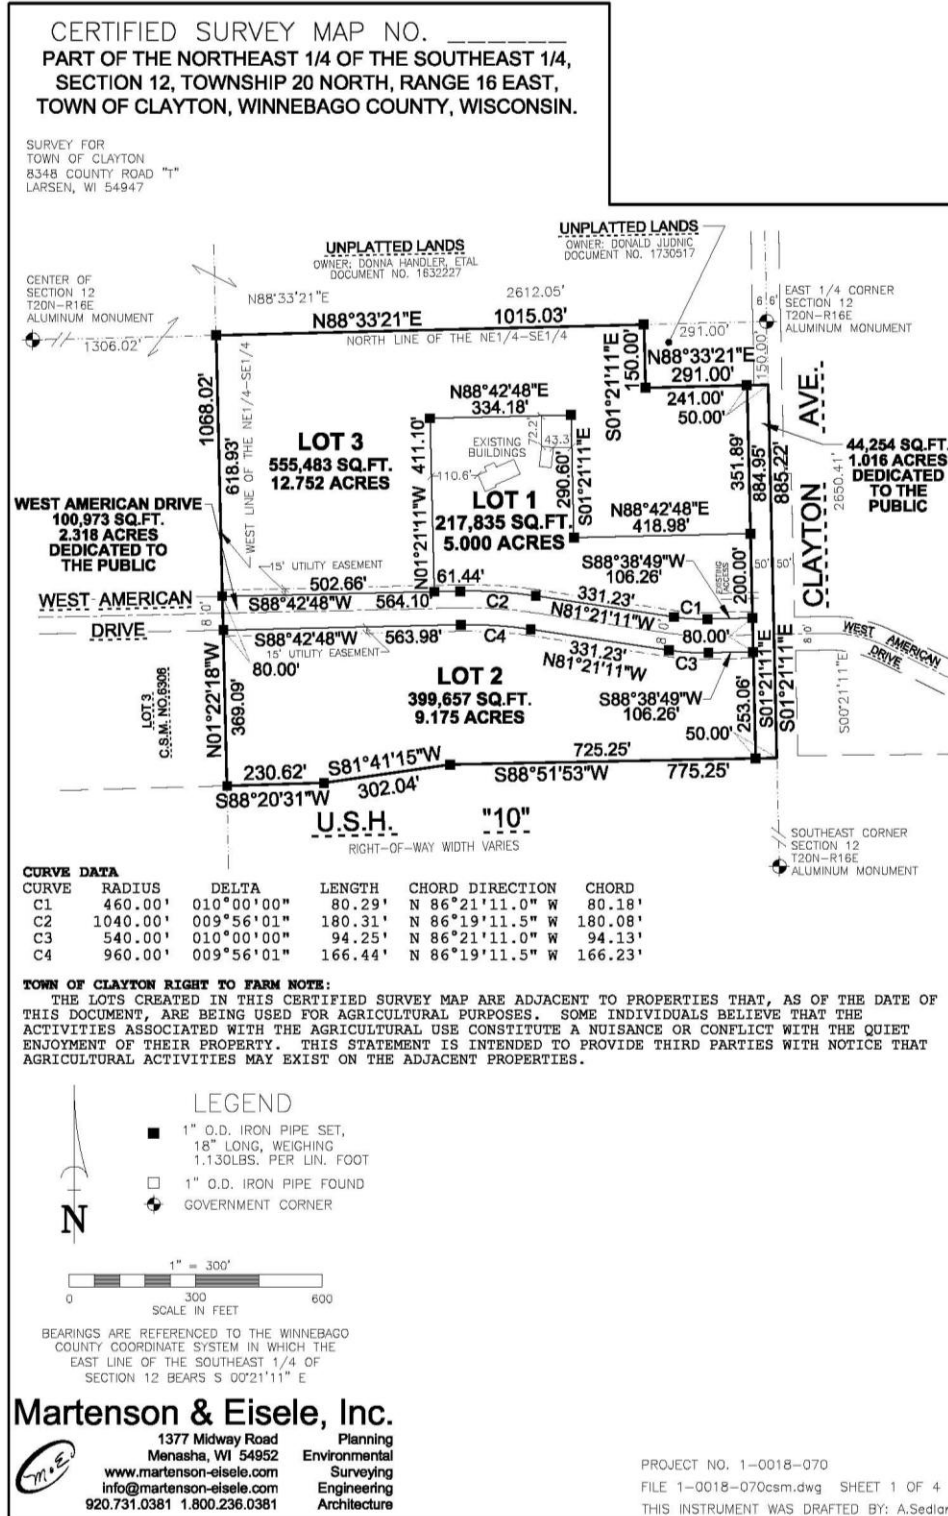 CERTIFIED SURVEY MAP NO. ______
PART OF THE NORTHEAST 1/4 OF THE SOUTHEAST 1/4,
SECTION 12, TOWNSHIP 20 NORTH, RANGE 16 EAST,
TOWN OF CLAYTON, WINNEBAGO COUNTY, WISCONSIN.
SURVEY FOR
TOWN OF CLAYTON
8348 COUNTY ROAD "T"
LARSEN, WI 54947
UNPLATTED LANDS
OWNER: DONNA HANDLER, ETAL
DOCUMENT NO. 1632227
UNPLATTED LANDS
OWNER: DONALD JUDNIC
DOCUMENT NO. 1730517
CENTER OF
SECTION 12
T20N-R16E
ALUMINUM MONUMENT
1306.02'
N88°33'21"E
2612.05'
N88°33'21"E 1015.03'
NORTH LINE OF THE NE1/4-SE1/4
EAST 1/4 CORNER
SECTION 12
T20N-R16E
ALUMINUM MONUMENT
6'6'
291.00'
150.00'
S01°21'11"E
150.00'
N88°33'21"E
291.00'
241.00'
50.00'
1068.02'
618.93'
WEST LINE OF THE NE1/4-SE1/4
LOT 3
555,483 SQ.FT.
12.752 ACRES
N88°42'48"E
334.18'
N01°21'11"W 411.10'
EXISTING
BUILDINGS
72.2'
43.3
110.6'
290.60'
S01°21'11"E
LOT 1
217,835 SQ.FT.
5.000 ACRES
N88°42'48"E
418.98'
351.89'
884.95'
885.22'
CLAYTON AVE.
2650.41'
44,254 SQ.FT.
1.016 ACRES
DEDICATED
TO THE
PUBLIC
WEST AMERICAN DRIVE
100,973 SQ.FT.
2.318 ACRES
DEDICATED TO
THE PUBLIC
15' UTILITY EASEMENT
502.66'
61.44'
S88°42'48"W 564.10'
C2
331.23'
N81°21'11"W
S88°38'49"W
106.26'
C1
EXISTING
ACCESS
200.00'
50' 50'
WEST AMERICAN
DRIVE
80'
S88°42'48"W 563.98'
15' UTILITY EASEMENT
80.00'
C4
331.23'
N81°21'11"W
80'
C3
80.00'
S88°38'49"W
106.26'
253.06'
S01°21'11"E
S01°21'11"E
80'
WEST AMERICAN
DRIVE
S00°21'11"E
LOT 3
C.S.M. NO.6306
N01°22'18"W
369.09'
LOT 2
399,657 SQ.FT.
9.175 ACRES
50.00'
230.62'
S88°20'31"W
S81°41'15"W
302.04'
725.25'
S88°51'53"W 775.25'
U.S.H. "10"
RIGHT-OF-WAY WIDTH VARIES
SOUTHEAST CORNER
SECTION 12
T20N-R16E
ALUMINUM MONUMENT
CURVE DATA
CURVE RADIUS DELTA LENGTH CHORD DIRECTION CHORD
C1 460.00' 010°00'00" 80.29' N 86°21'11.0" W 80.18'
C2 1040.00' 009°56'01" 180.31' N 86°19'11.5" W 180.08'
C3 540.00' 010°00'00" 94.25' N 86°21'11.0" W 94.13'
C4 960.00' 009°56'01" 166.44' N 86°19'11.5" W 166.23'
TOWN OF CLAYTON RIGHT TO FARM NOTE:
THE LOTS CREATED IN THIS CERTIFIED SURVEY MAP ARE ADJACENT TO PROPERTIES THAT, AS OF THE DATE OF
THIS DOCUMENT, ARE BEING USED FOR AGRICULTURAL PURPOSES. SOME INDIVIDUALS BELIEVE THAT THE
ACTIVITIES ASSOCIATED WITH THE AGRICULTURAL USE CONSTITUTE A NUISANCE OR CONFLICT WITH THE QUIET
ENJOYMENT OF THEIR PROPERTY. THIS STATEMENT IS INTENDED TO PROVIDE THIRD PARTIES WITH NOTICE THAT
AGRICULTURAL ACTIVITIES MAY EXIST ON THE ADJACENT PROPERTIES.
LEGEND
1" O.D. IRON PIPE SET,
18" LONG, WEIGHING
1.130LBS. PER LIN. FOOT
1" O.D. IRON PIPE FOUND
GOVERNMENT CORNER
N
1" = 300'
0 300 600
SCALE IN FEET
BEARINGS ARE REFERENCED TO THE WINNEBAGO
COUNTY COORDINATE SYSTEM IN WHICH THE
EAST LINE OF THE SOUTHEAST 1/4 OF
SECTION 12 BEARS S 00°21'11" E
Martenson & Eisele, Inc.
M.E.
1377 Midway Road Planning
Menasha, WI 54952 Environmental
www.martenson-eisele.com Surveying
info@martenson-eisele.com Engineering
920.731.0381 1.800.236.0381 Architecture
PROJECT NO. 1-0018-070
FILE 1-0018-070csm.dwg SHEET 1 OF 4
THIS INSTRUMENT WAS DRAFTED BY: A.Sedlar